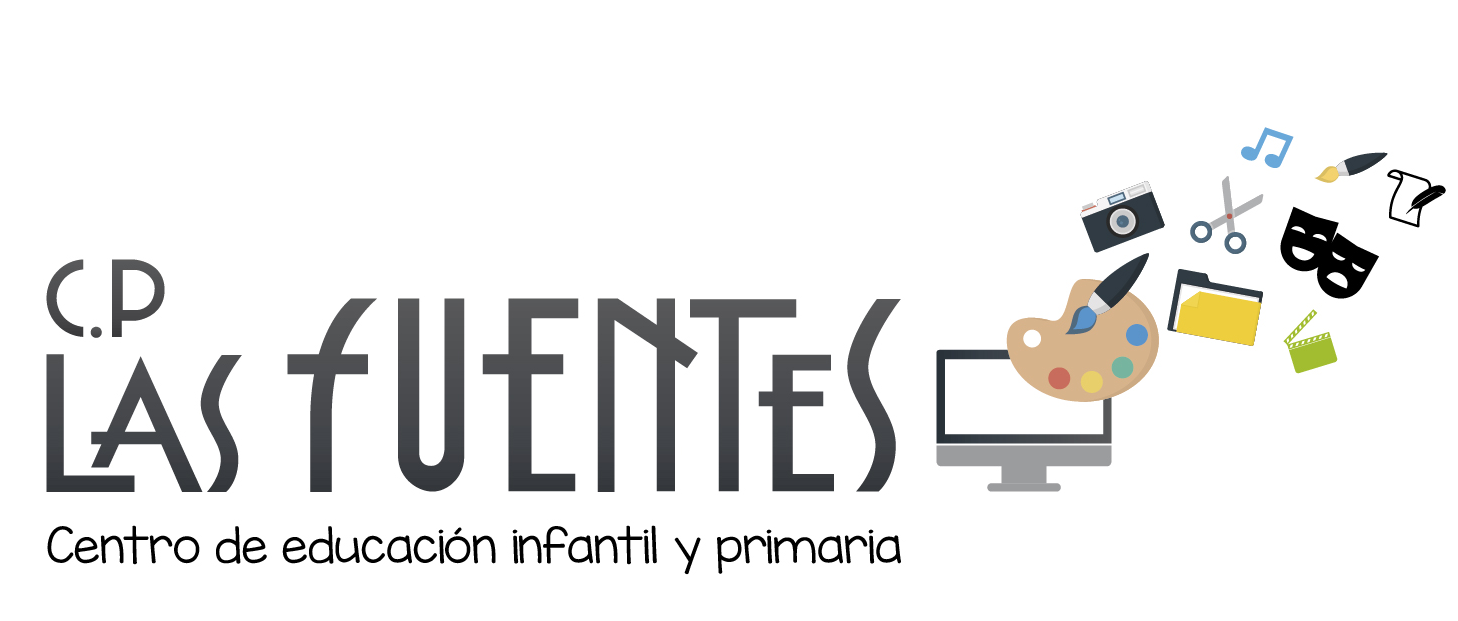 C.P
LAS FUENTES
Centro de educación infantil y primaria